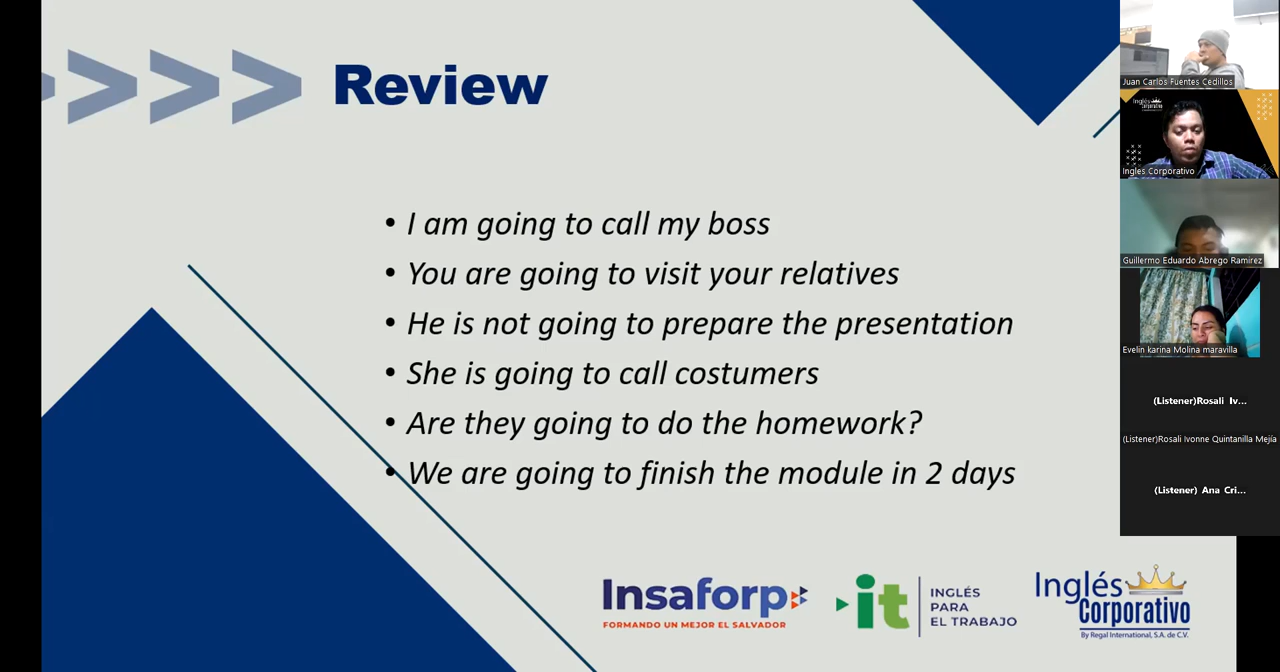 Review
• I am going to call my boss
• You are going to visit your relatives
• He is not going to prepare the presentation
• She is going to call costumers
• Are they going to do the homework?
• We are going to finish the module in 2 days
Insaforp
FORMANDO UN MEJOR EL SALVADOR
it
INGLÉS
PARA
EL TRABAJO
Inglés
Corporativo
By Regal International, S.A. de C.V.
Juan Carlos Fuentes Cedillos
Inglés
Corporativo
Ingles Corporativo
Guillermo Eduardo Abrego Ramirez
Evelin karina Molina maravilla
(Listener)Rosali Iv...
(Listener)Rosali Ivonne Quintanilla Mejía
(Listener) Ana Cri...